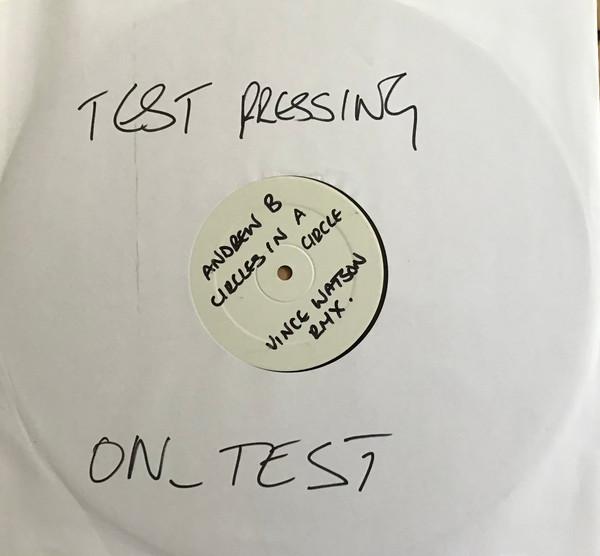 TEST PRESSING
ANDREW B
CIRCLES IN A
CIRCLE
VINCE WATSON
RMX.
ON_TEST